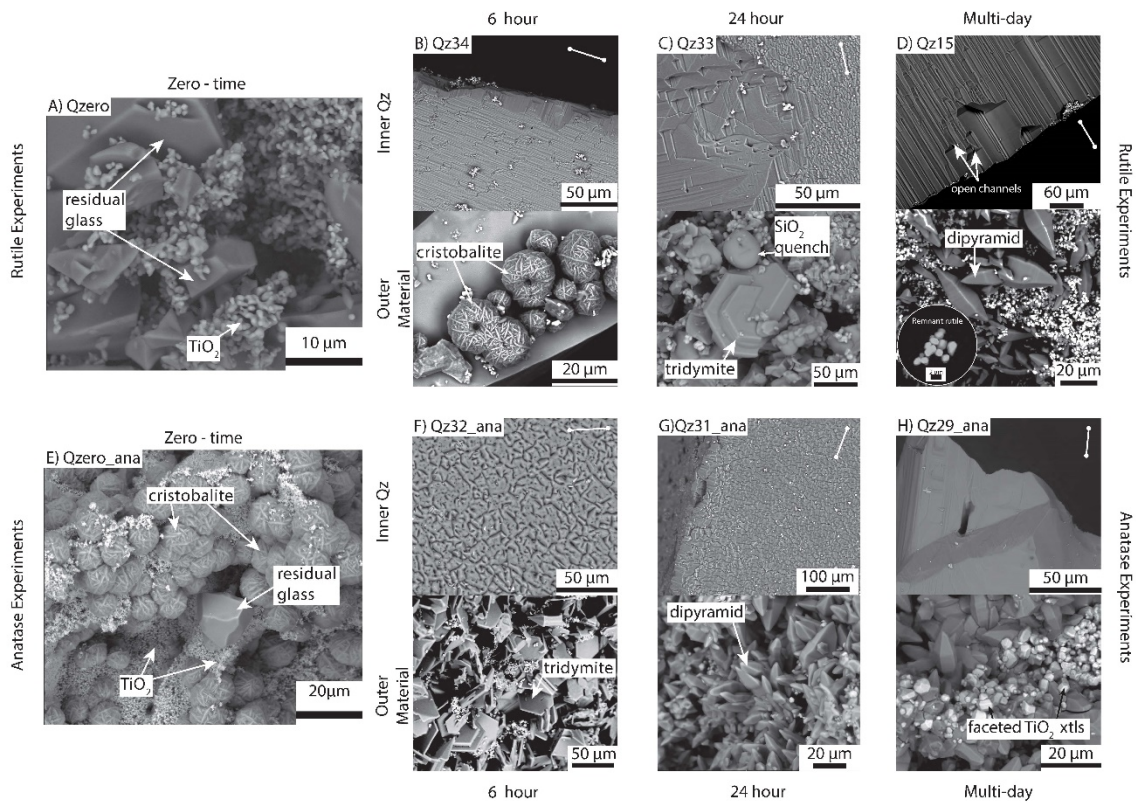 6 hour
24 hour
Multi-day
Zero - time
A) Qzero
residual
glass
TiO2
10 µm
Rutile Experiments
Inner Qz
Outer
Material
B) Qz34
50 µm
cristobalite
20 µm
C) Qz33
50 µm
SiO2
quench
tridymite
50 µm
D) Qz15
open channels
60 µm
dipyramid
Remnant rutile
20 µm
Rutile Experiments
Zero - time
E) Qzero_ana
cristobalite
residual
glass
TiO2
20µm
Anatase Experiments
Inner Qz
Outer
Material
F) Qz32_ana
50 µm
tridymite
50 µm
G)Qz31_ana
100 µm
dipyramid
20 µm
H) Qz29_ana
50 µm
faceted TiO2 xtls
20 µm
Anatase Experiments
6 hour
24 hour
Multi-day